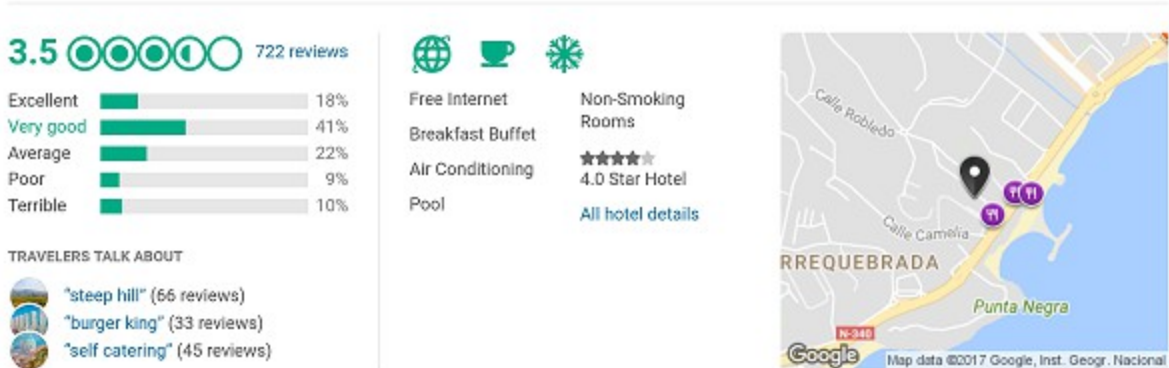 3.5 722 reviews
Excellent 18%
Very good 41%
Average 22%
Poor 9%
Terrible 10%
TRAVELERS TALK ABOUT
"steep hill" (66 reviews)
"burger king" (33 reviews)
"self catering" (45 reviews)
Free Internet
Breakfast Buffet
Air Conditioning
Pool
Non-Smoking
Rooms
4.0 Star Hotel
All hotel details
Calle Robledo
Calle Camelia
RREQUEBRADA
Punta Negra
N-340
Google
Map data ©2017 Google, Inst. Geogr. Nacional